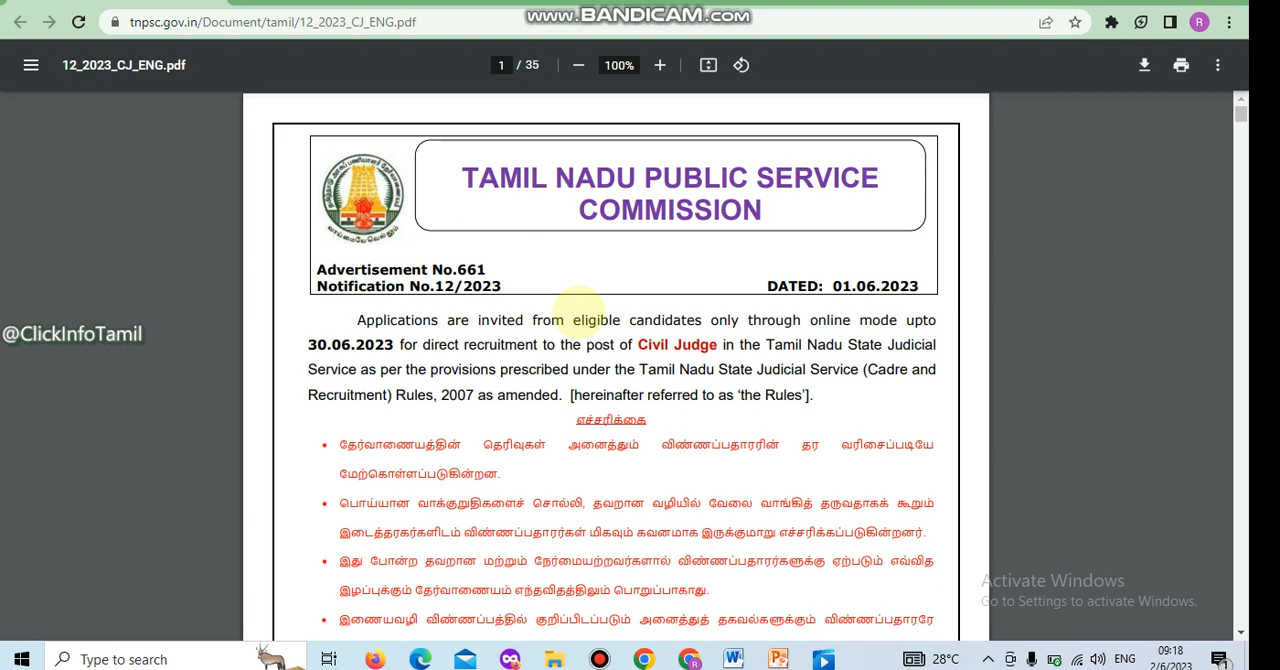 tnpsc.gov.in/Document/tamil/12_2023_CJ_ENG.pdf
www.BANDICAM.com
R
12_2023_CJ_ENG.pdf
1 / 35
100%
TAMIL NADU PUBLIC SERVICE
COMMISSION
வாய்மையே வெல்லும்
Advertisement No.661
Notification No.12/2023 DATED: 01.06.2023
Applications are invited from eligible candidates only through online mode upto
30.06.2023 for direct recruitment to the post of Civil Judge in the Tamil Nadu State Judicial
Service as per the provisions prescribed under the Tamil Nadu State Judicial Service (Cadre and
Recruitment) Rules, 2007 as amended. [hereinafter referred to as ‘the Rules’].
@ClickInfoTamil
எச்சரிக்கை
• தேர்வாணையத்தின் தெரிவுகள் அனைத்தும் விண்ணப்பதாரரின் தர வரிசைப்படியே
மேற்கொள்ளப்படுகின்றன.
• பொய்யான வாக்குறுதிகளைச் சொல்லி, தவறான வழியில் வேலை வாங்கித் தருவதாகக் கூறும்
இடைத்தரகர்களிடம் விண்ணப்பதாரர்கள் மிகவும் கவனமாக இருக்குமாறு எச்சரிக்கப்படுகின்றனர்.
• இது போன்ற தவறான மற்றும் நேர்மையற்றவர்களால் விண்ணப்பதாரர்களுக்கு ஏற்படும் எவ்வித
இழப்புக்கும் தேர்வாணையம் எந்தவிதத்திலும் பொறுப்பாகாது.
• இணையவழி விண்ணப்பத்தில் குறிப்பிடப்படும் அனைத்துத் தகவல்களுக்கும் விண்ணப்பதாரரே
Activate Windows
Go to Settings to activate Windows.
Type to search
28°C
ENG
09:18
2/6/2023
1